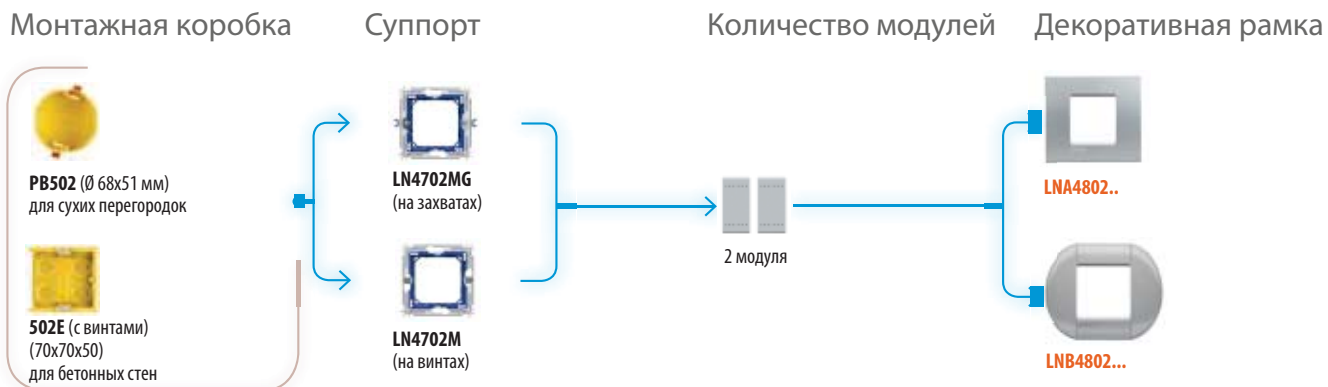 Монтажная коробка
Суппорт
Количество модулей
Декоративная рамка
PB502 (Ø 68x51 мм)
для сухих перегородок
502E (с винтами)
(70x70x50)
для бетонных стен
LN4702MG
(на захватах)
LN4702M
(на винтах)
2 модуля
LNA4802..
LNB4802...